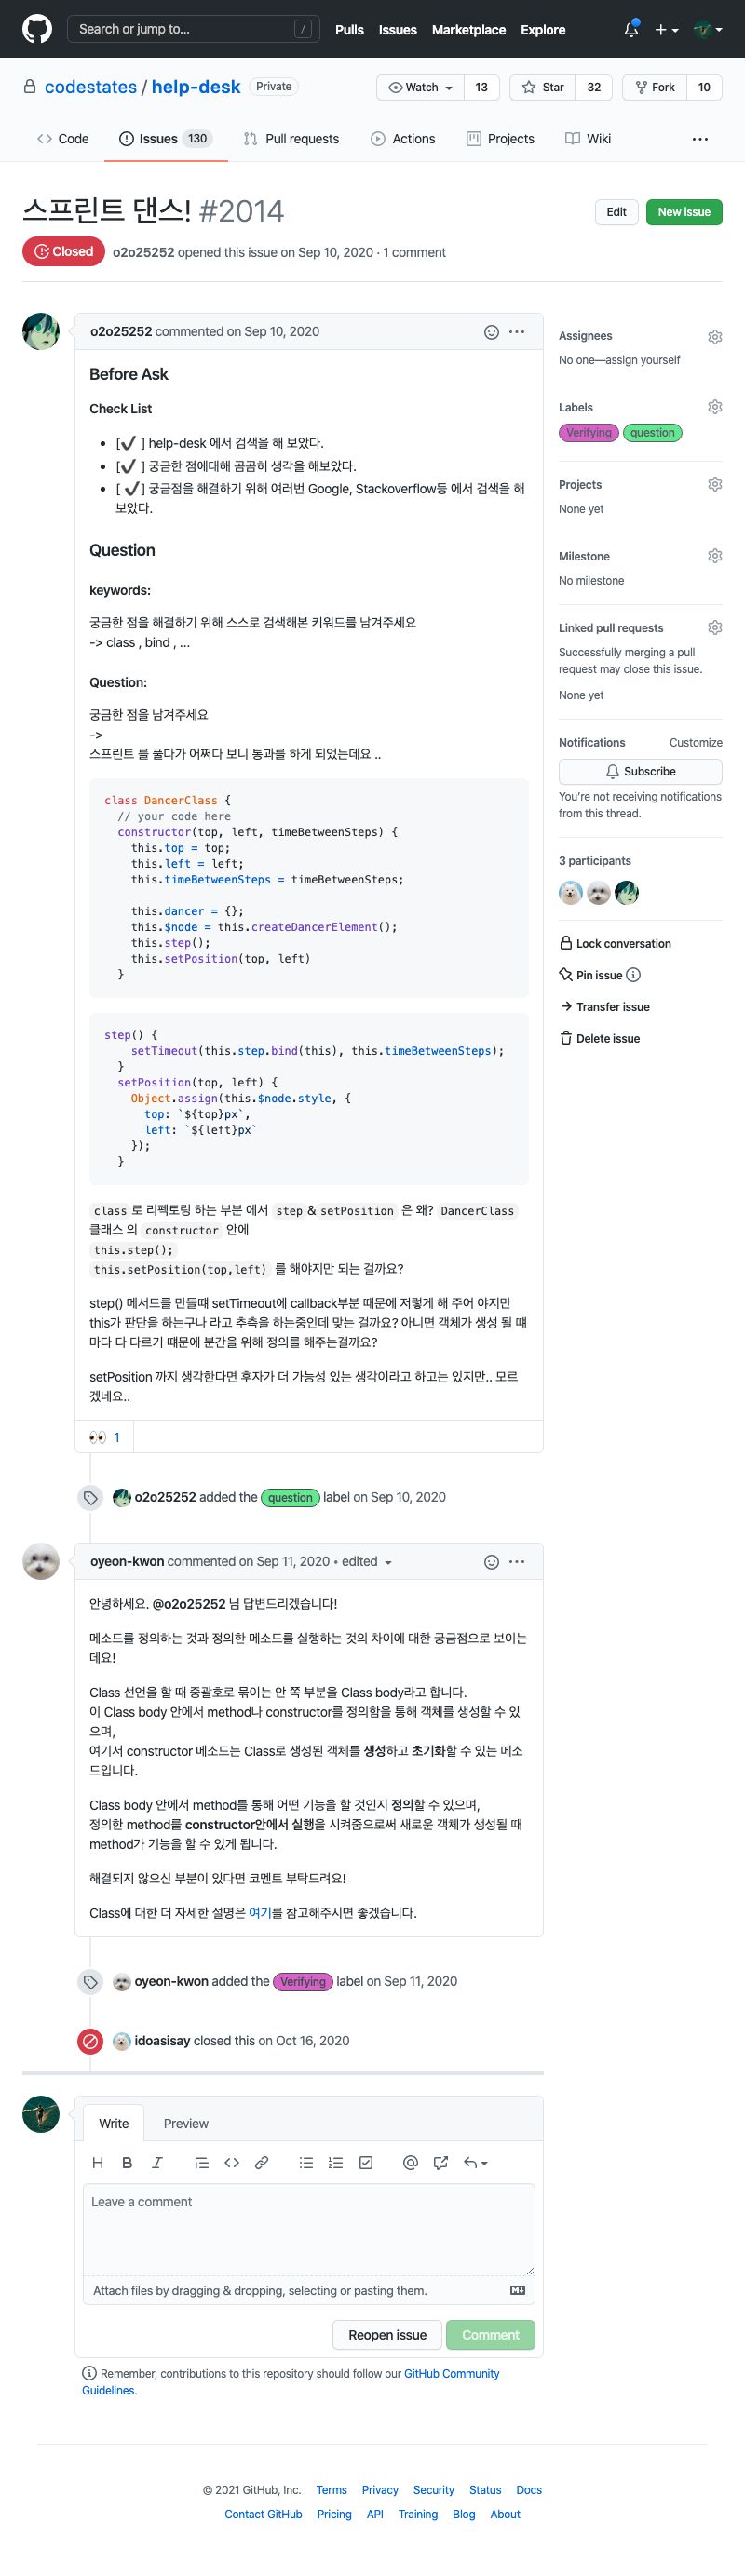 Search or jump to... /
Pulls Issues Marketplace Explore
codestates / help-desk Private
Watch 13 Star 32 Fork 10
Code Issues 130 Pull requests Actions Projects Wiki
스프린트 댄스! #2014
Edit New issue
Closed o2o25252 opened this issue on Sep 10, 2020 · 1 comment
o2o25252 commented on Sep 10, 2020
Before Ask
Check List
[✔ ] help-desk 에서 검색을 해 보았다.
[✔ ] 궁금한 점에대해 곰곰히 생각을 해보았다.
[ ✔] 궁금점을 해결하기 위해 여러번 Google, Stackoverflow등 에서 검색을 해
보았다.
Question
keywords:
궁금한 점을 해결하기 위해 스스로 검색해본 키워드를 남겨주세요
-> class , bind , ...
Question:
궁금한 점을 남겨주세요
->
스프린트 를 풀다가 어쩌다 보니 통과를 하게 되었는데요 ..
class DancerClass {
// your code here
constructor(top, left, timeBetweenSteps) {
this.top = top;
this.left = left;
this.timeBetweenSteps = timeBetweenSteps;
this.dancer = {};
this.$node = this.createDancerElement();
this.step();
this.setPosition(top, left)
}
step() {
setTimeout(this.step.bind(this), this.timeBetweenSteps);
}
setPosition(top, left) {
Object.assign(this.$node.style, {
top: `${top}px`,
left: `${left}px`
});
}
class 로 리펙토링 하는 부분 에서 step & setPosition 은 왜? DancerClass
클래스 의 constructor 안에
this.step();
this.setPosition(top,left) 를 해야지만 되는 걸까요?
step() 메서드를 만들떄 setTimeout에 callback부분 때문에 저렇게 해 주어 야지만
this가 판단을 하는구나 라고 추측을 하는중인데 맞는 걸까요? 아니면 객체가 생성 될 떄
마다 다 다르기 떄문에 분간을 위해 정의를 해주는걸까요?
setPosition 까지 생각한다면 후자가 더 가능성 있는 생각이라고 하고는 있지만.. 모르
겠네요..
👀 1
o2o25252 added the question label on Sep 10, 2020
oyeon-kwon commented on Sep 11, 2020 • edited
안녕하세요. @o2o25252 님 답변드리겠습니다!
메소드를 정의하는 것과 정의한 메소드를 실행하는 것의 차이에 대한 궁금점으로 보이는
데요!
Class 선언을 할 때 중괄호로 묶이는 안 쪽 부분을 Class body라고 합니다.
이 Class body 안에서 method나 constructor를 정의함을 통해 객체를 생성할 수 있
으며,
여기서 constructor 메소드는 Class로 생성된 객체를 생성하고 초기화할 수 있는 메소
드입니다.
Class body 안에서 method를 통해 어떤 기능을 할 것인지 정의할 수 있으며,
정의한 method를 constructor안에서 실행을 시켜줌으로써 새로운 객체가 생성될 때
method가 기능을 할 수 있게 됩니다.
해결되지 않으신 부분이 있다면 코멘트 부탁드려요!
Class에 대한 더 자세한 설명은 여기를 참고해주시면 좋겠습니다.
oyeon-kwon added the Verifying label on Sep 11, 2020
idoasisay closed this on Oct 16, 2020
Write Preview
Leave a comment
Attach files by dragging & dropping, selecting or pasting them.
Reopen issue Comment
Remember, contributions to this repository should follow our GitHub Community
Guidelines.
Assignees
No one—assign yourself
Labels
Verifying question
Projects
None yet
Milestone
No milestone
Linked pull requests
Successfully merging a pull
request may close this issue.
None yet
Notifications Customize
Subscribe
You're not receiving notifications
from this thread.
3 participants
Lock conversation
Pin issue
Transfer issue
Delete issue
© 2021 GitHub, Inc. Terms Privacy Security Status Docs
Contact GitHub Pricing API Training Blog About